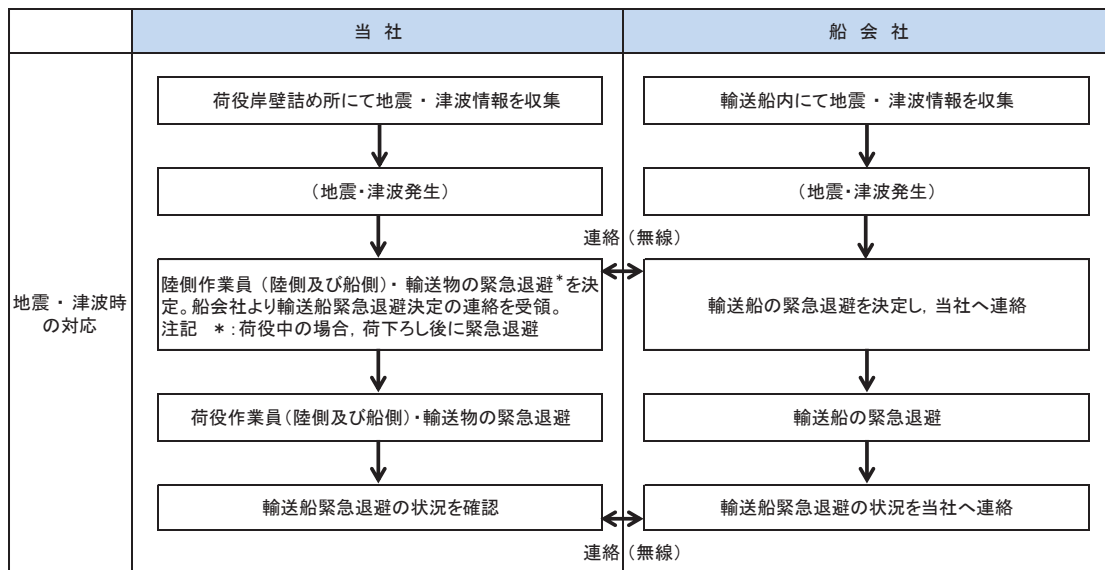 当 社
船 会 社
地震・津波時
の対応
荷役岸壁詰め所にて地震・津波情報を収集
輸送船内にて地震・津波情報を収集
(地震・津波発生)
(地震・津波発生)
連絡(無線)
陸側作業員(陸側及び船側)・輸送物の緊急退避*を決
定。船会社より輸送船緊急退避決定の連絡を受領。
注記 *:荷役中の場合,荷下ろし後に緊急退避
輸送船の緊急退避を決定し,当社へ連絡
荷役作業員(陸側及び船側)・輸送物の緊急退避
輸送船の緊急退避
輸送船緊急退避の状況を確認
輸送船緊急退避の状況を当社へ連絡
連絡(無線)